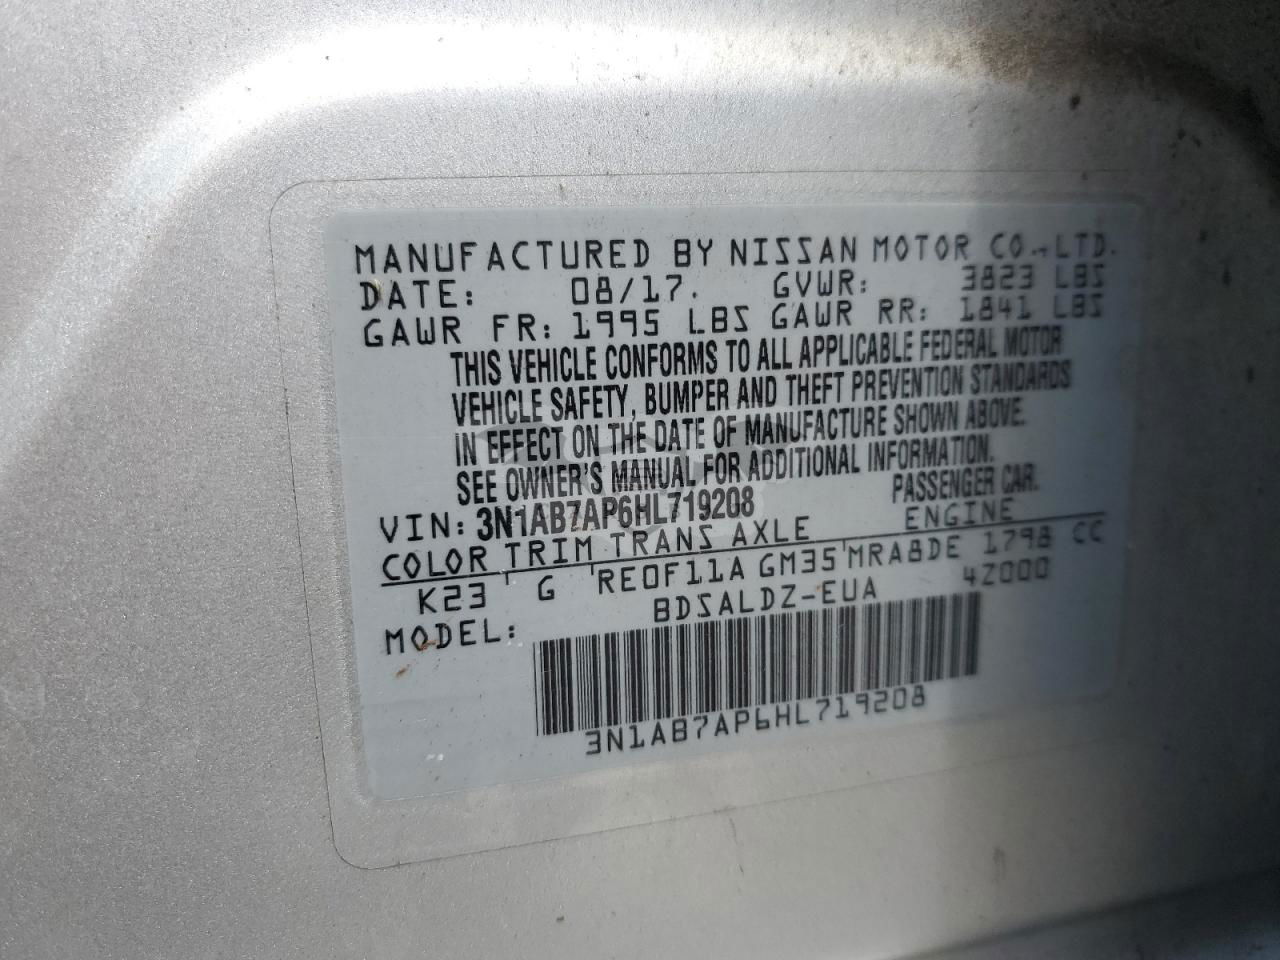 MANUFACTURED BY NISSAN MOTOR CO.,LTD.
DATE: 08/17. GVWR: 3823 LBS
GAWR FR: 1995 LBS GAWR RR: 1841 LBS
THIS VEHICLE CONFORMS TO ALL APPLICABLE FEDERAL MOTOR
VEHICLE SAFETY, BUMPER AND THEFT PREVENTION STANDARDS
IN EFFECT ON THE DATE OF MANUFACTURE SHOWN ABOVE.
SEE OWNER'S MANUAL FOR ADDITIONAL INFORMATION.
VIN: 3N1AB7AP6HL719208 PASSENGER CAR.
COLOR TRIM TRANS AXLE ENGINE
K23 G RE0F11A GM35 MRA8DE 1798 CC
MODEL: BDSALDZ-EUA 4Z000
3N1AB7AP6HL719208